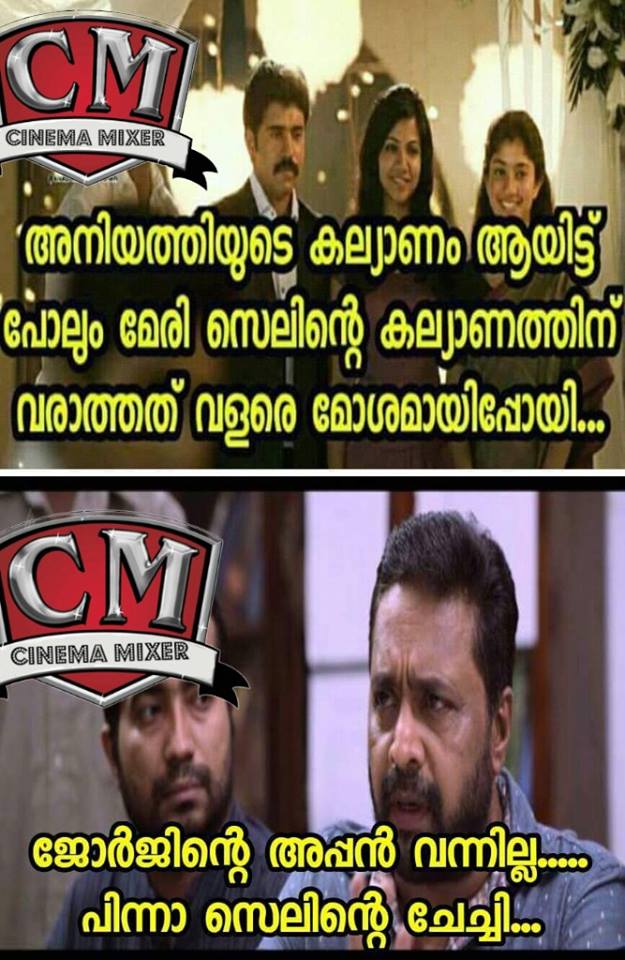 CM
CINEMA MIXER
അനിയത്തിയുടെ കല്യാണം ആയിട്ട്
പോലും മേരി സെലിന്റെ കല്യാണത്തിന്
വരാത്തത് വളരെ മോശമായിപ്പോയി...
CM
CINEMA MIXER
ജോർജിന്റെ അപ്പൻ വന്നില്ല.....
പിന്നാ സെലിന്റെ ചേച്ചി...